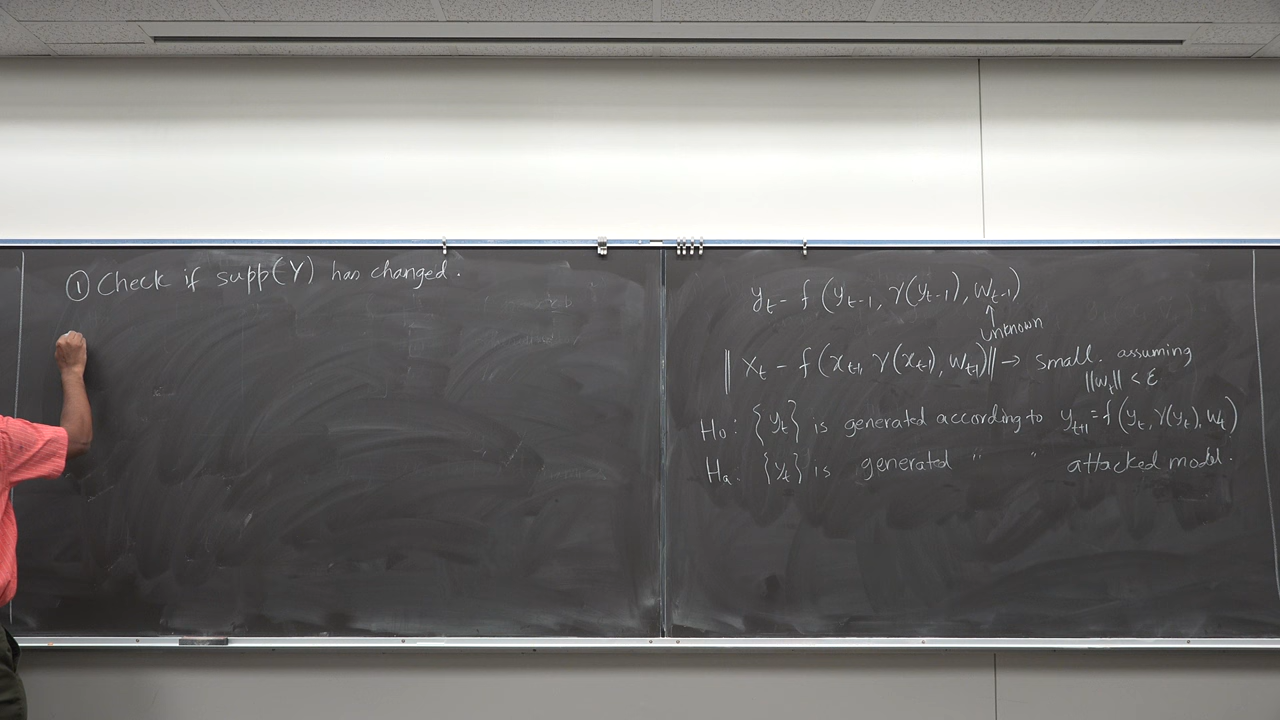 ① Check if supp(Y) has changed.
y_t - f(y_{t-1}, γ(y_{t-1}), w_{t-1})
↑
unknown
‖ x_t - f(x_{t-1}, γ(x_{t-1}), w_{t-1}) ‖ → small. assuming
‖w_t‖ < ε
H_0: {y_t} is generated according to y_{t+1} = f(y_t, γ(y_t), w_t)
H_a. {y_t} is generated " " attacked model.